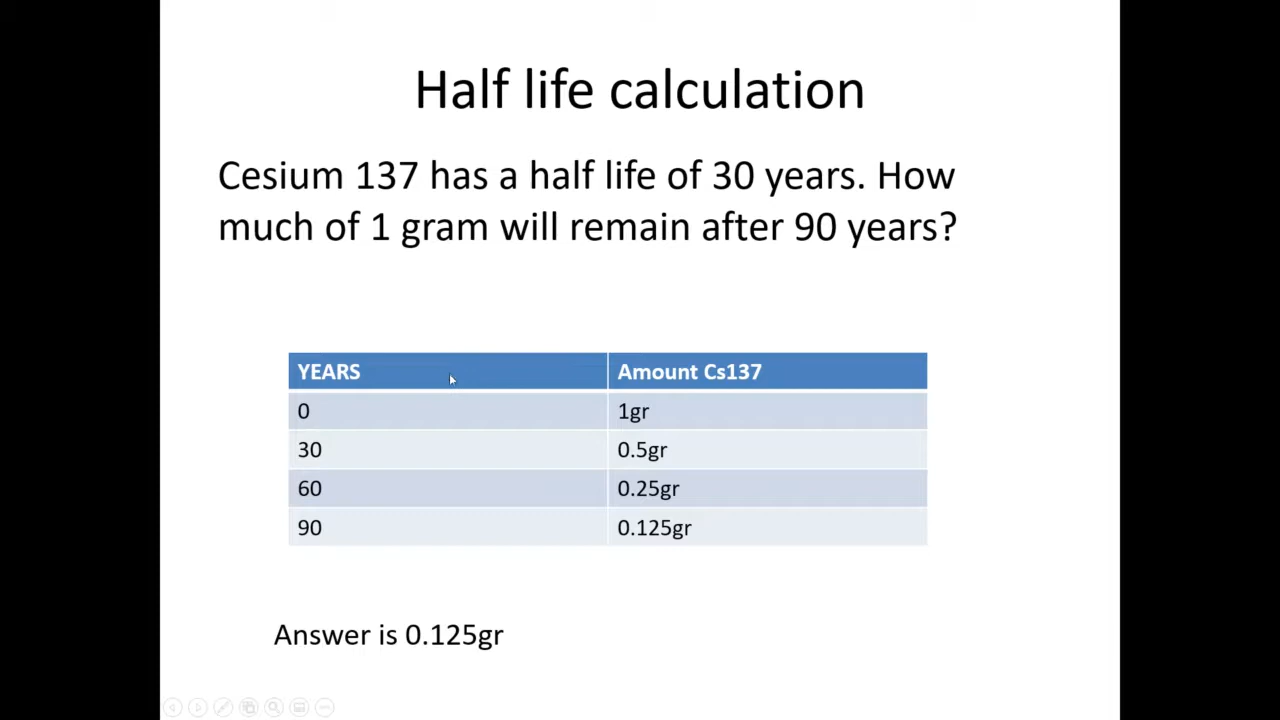 Half life calculation
Cesium 137 has a half life of 30 years. How
much of 1 gram will remain after 90 years?
YEARS Amount Cs137
0 1gr
30 0.5gr
60 0.25gr
90 0.125gr
Answer is 0.125gr